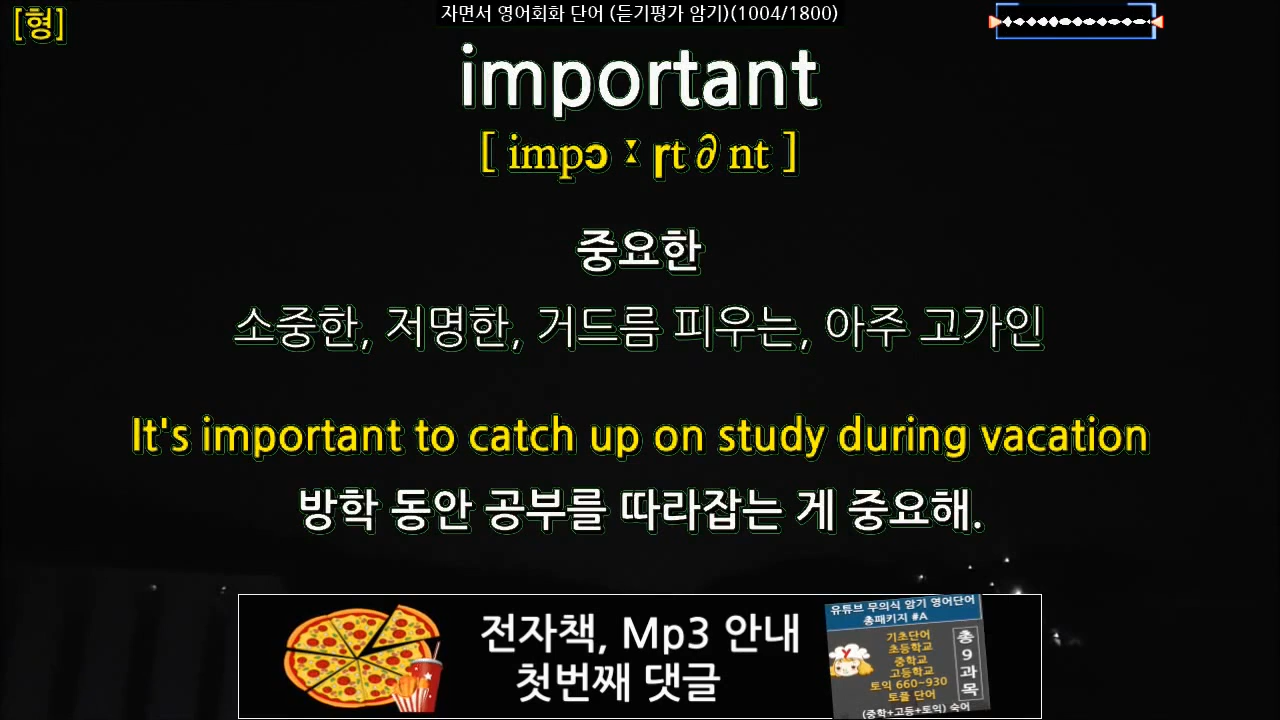 [형]
자면서 영어회화 단어 (듣기평가 암기)(1004/1800)
important
[ impɔːrt∂nt ]
중요한
소중한, 저명한, 거드름 피우는, 아주 고가인
It's important to catch up on study during vacation
방학 동안 공부를 따라잡는 게 중요해.
전자책, Mp3 안내
첫번째 댓글
유튜브 무의식 암기 영어단어
총패키지 #A
기초단어
초등학교
중학교
고등학교
토익 660~930
토플 단어
(중학+고등+토익) 숙어
총
9
과
목